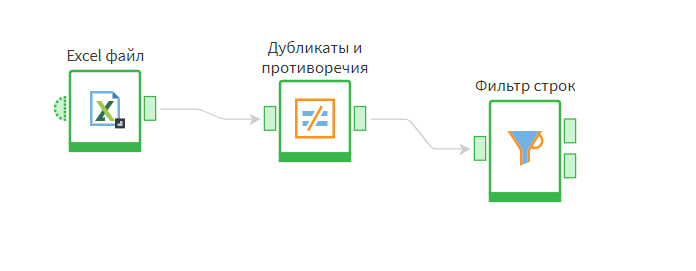 Excel файл
Дубликаты и
противоречия
Фильтр строк